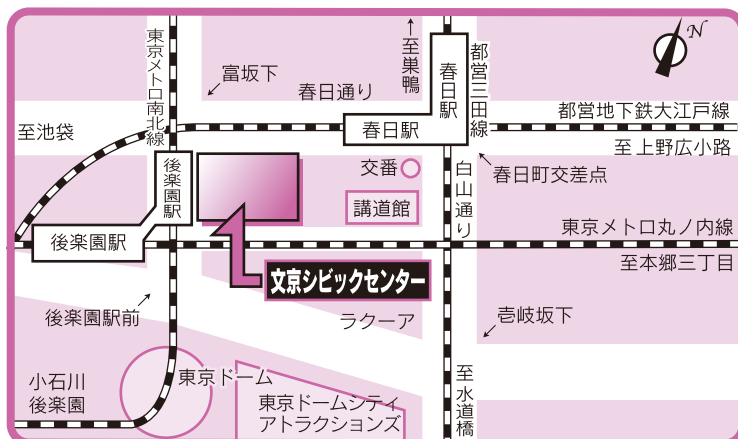 N
東京メトロ南北線
至巣鴨
都営三田線
春日駅
富坂下
春日通り
都営地下鉄大江戸線
至池袋
春日駅
至上野広小路
後楽園駅
交番
白山通り
春日町交差点
講道館
後楽園駅
東京メトロ丸ノ内線
至本郷三丁目
文京シビックセンター
後楽園駅前
ラクーア
壱岐坂下
小石川
後楽園
東京ドーム
至水道橋
東京ドームシティ
アトラクションズ